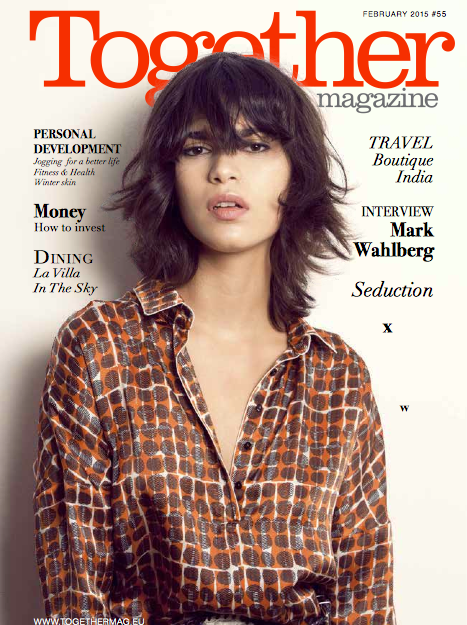 FEBRUARY 2015 #55
Together
magazine
PERSONAL
DEVELOPMENT
Jogging for a better life
Fitness & Health
Winter skin
Money
How to invest
DINING
La Villa
In The Sky
TRAVEL
Boutique
India
INTERVIEW
Mark
Wahlberg
Seduction
x
w
WWW.TOGETHERMAG.EU